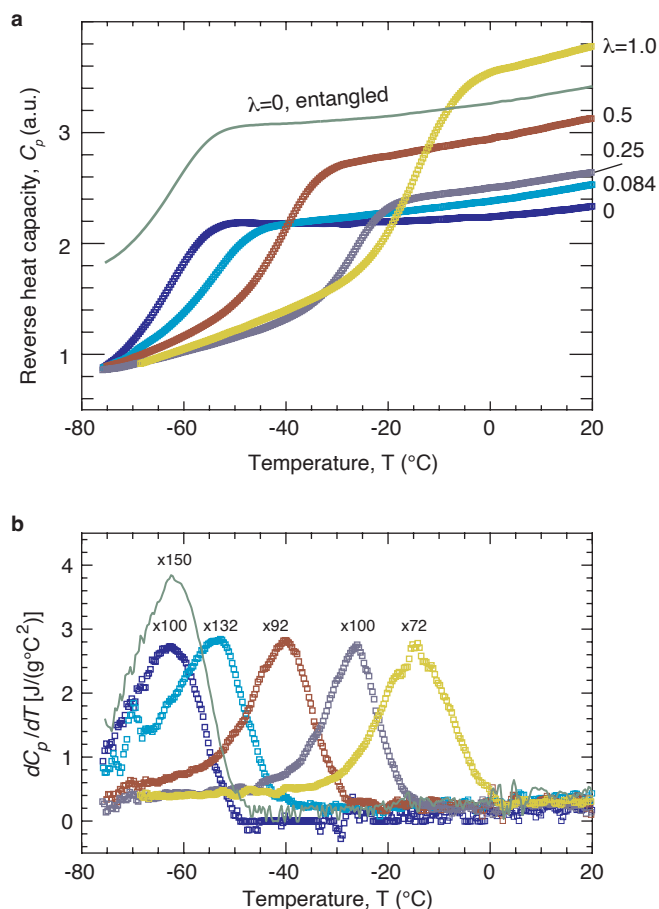 a
Reverse heat capacity, Cp (a.u.)
3
2
1
λ=0, entangled
λ=1.0
0.5
0.25
0.084
0
-80 -60 -40 -20 0 20
Temperature, T (°C)
b
dCp/dT [J/(g°C²)]
4
3
2
1
0
x150
x100 x132 x92 x100 x72
-80 -60 -40 -20 0 20
Temperature, T (°C)